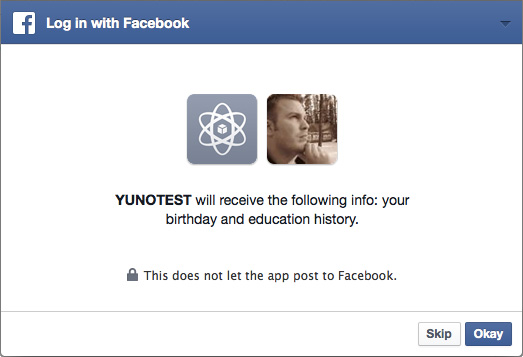 Log in with Facebook
YUNOTEST will receive the following info: your
birthday and education history.
This does not let the app post to Facebook.
Skip Okay